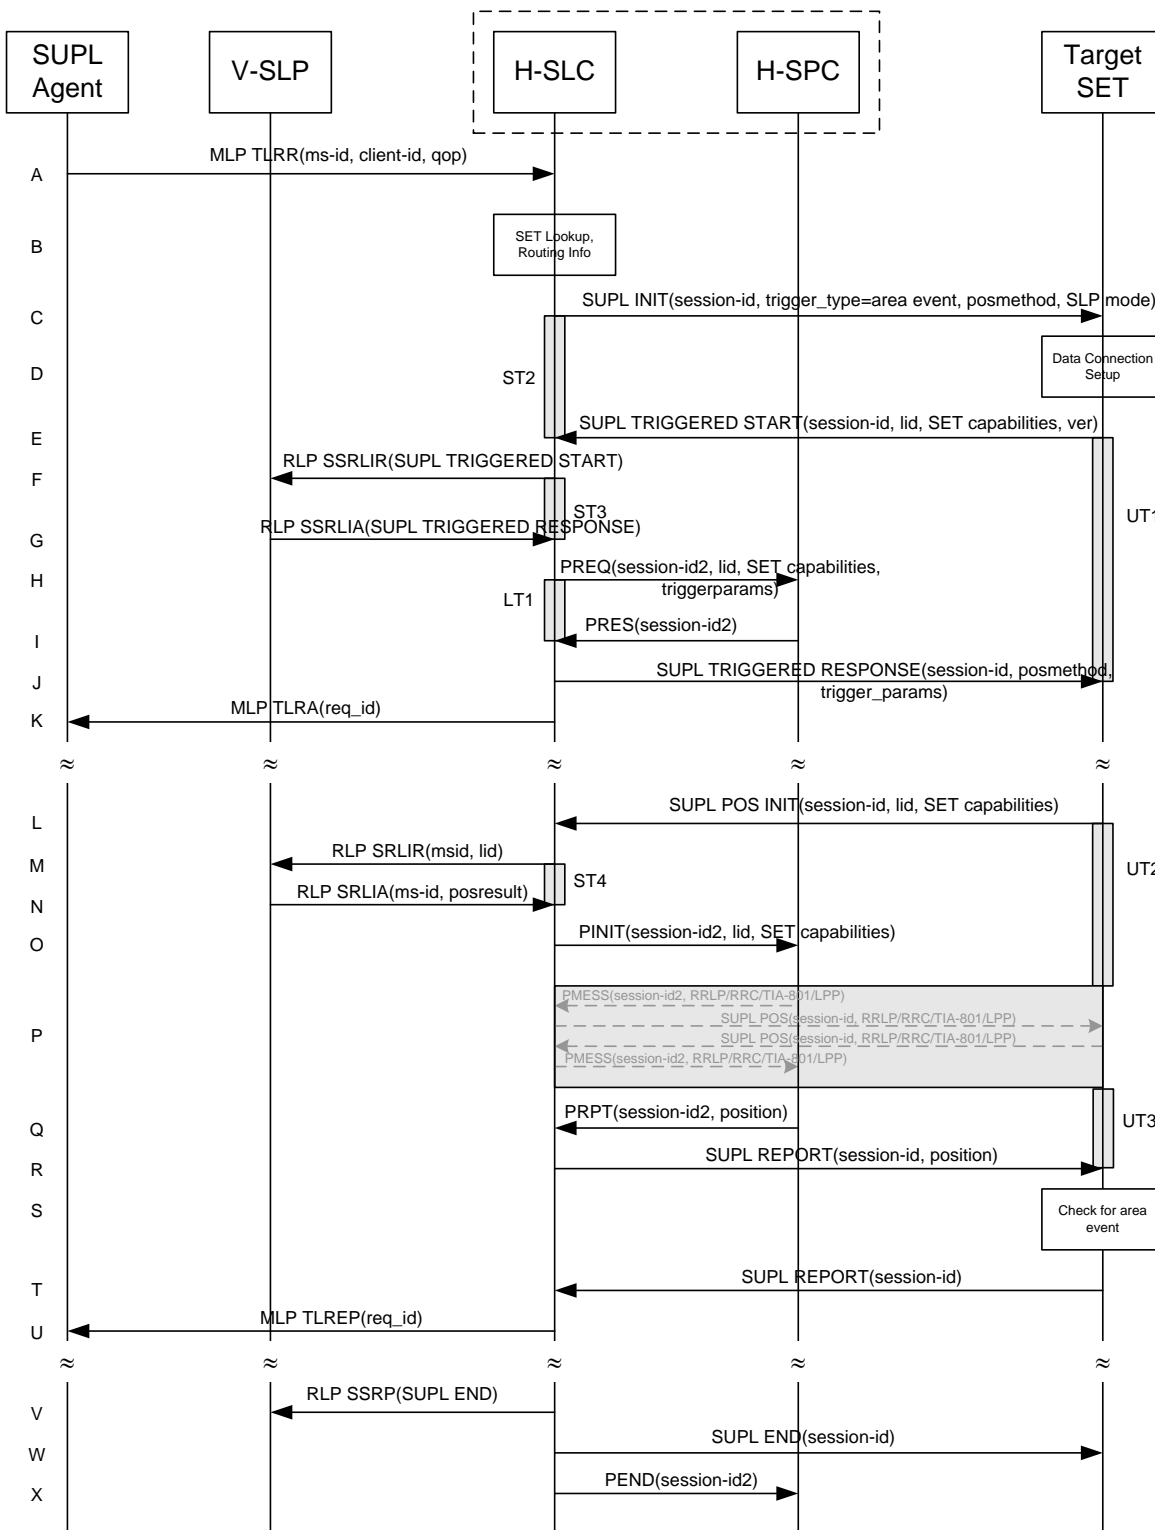 SUPL
Agent
V-SLP
H-SLC
H-SPC
Target
SET
A
MLP TLRR(ms-id, client-id, qop)
B
SET Lookup,
Routing Info
C
SUPL INIT(session-id, trigger_type=area event, posmethod, SLP mode)
D
ST2
Data Connection
Setup
E
SUPL TRIGGERED START(session-id, lid, SET capabilities, ver)
F
RLP SSRLIR(SUPL TRIGGERED START)
ST3
UT1
G
RLP SSRLIA(SUPL TRIGGERED RESPONSE)
H
PREQ(session-id2, lid, SET capabilities,
triggerparams)
LT1
I
PRES(session-id2)
J
SUPL TRIGGERED RESPONSE(session-id, posmethod,
trigger_params)
K
MLP TLRA(req_id)
≈ ≈ ≈ ≈ ≈
L
SUPL POS INIT(session-id, lid, SET capabilities)
M
RLP SRLIR(msid, lid)
ST4
UT2
N
RLP SRLIA(ms-id, posresult)
O
PINIT(session-id2, lid, SET capabilities)
P
PMESS(session-id2, RRLP/RRC/TIA-801/LPP)
SUPL POS(session-id, RRLP/RRC/TIA-801/LPP)
SUPL POS(session-id, RRLP/RRC/TIA-801/LPP)
PMESS(session-id2, RRLP/RRC/TIA-801/LPP)
Q
PRPT(session-id2, position)
UT3
R
SUPL REPORT(session-id, position)
S
Check for area
event
T
SUPL REPORT(session-id)
U
MLP TLREP(req_id)
≈ ≈ ≈ ≈ ≈
V
RLP SSRP(SUPL END)
W
SUPL END(session-id)
X
PEND(session-id2)